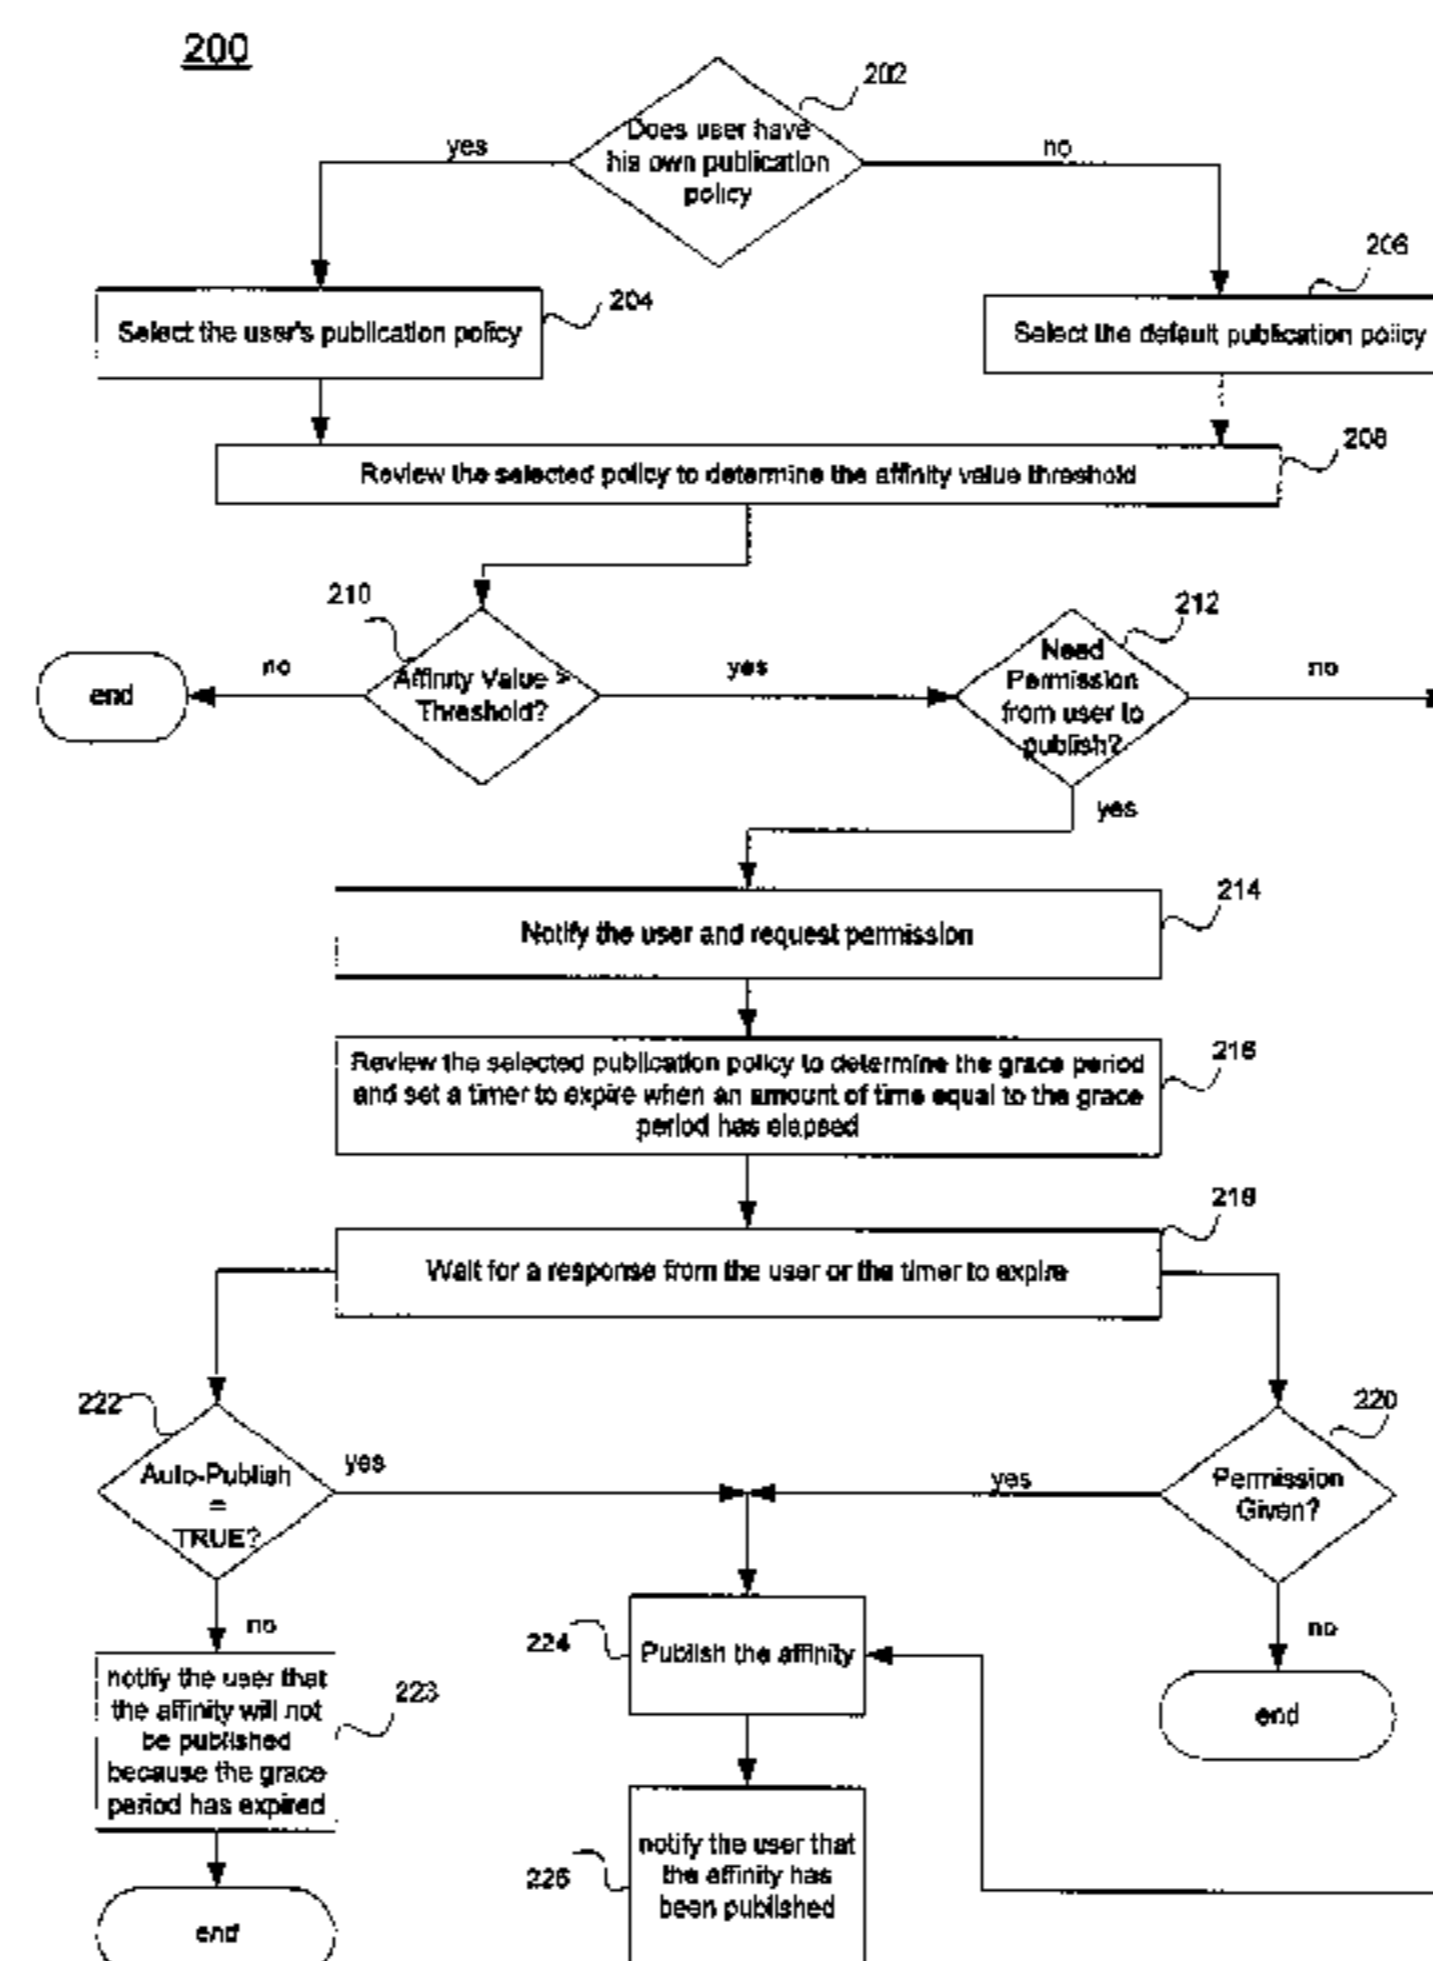 200
202
Does user have
his own publication
policy
yes
no
204
206
Select the user's publication policy
Select the default publication policy
208
Review the selected policy to determine the affinity value threshold
210
212
end
no
Affinity Value >
Threshold?
yes
Need
Permission
from user to
publish?
no
yes
214
Notify the user and request permission
216
Review the selected publication policy to determine the grace period
and set a timer to expire when an amount of time equal to the grace
period has elapsed
218
Wait for a response from the user or the timer to expire
222
220
Auto-Publish
=
TRUE?
yes
yes
Permission
Given?
no
no
224
Publish the affinity
notify the user that
the affinity will not
be published
because the grace
period has expired
223
end
226
notify the user that
the affinity has
been published
end